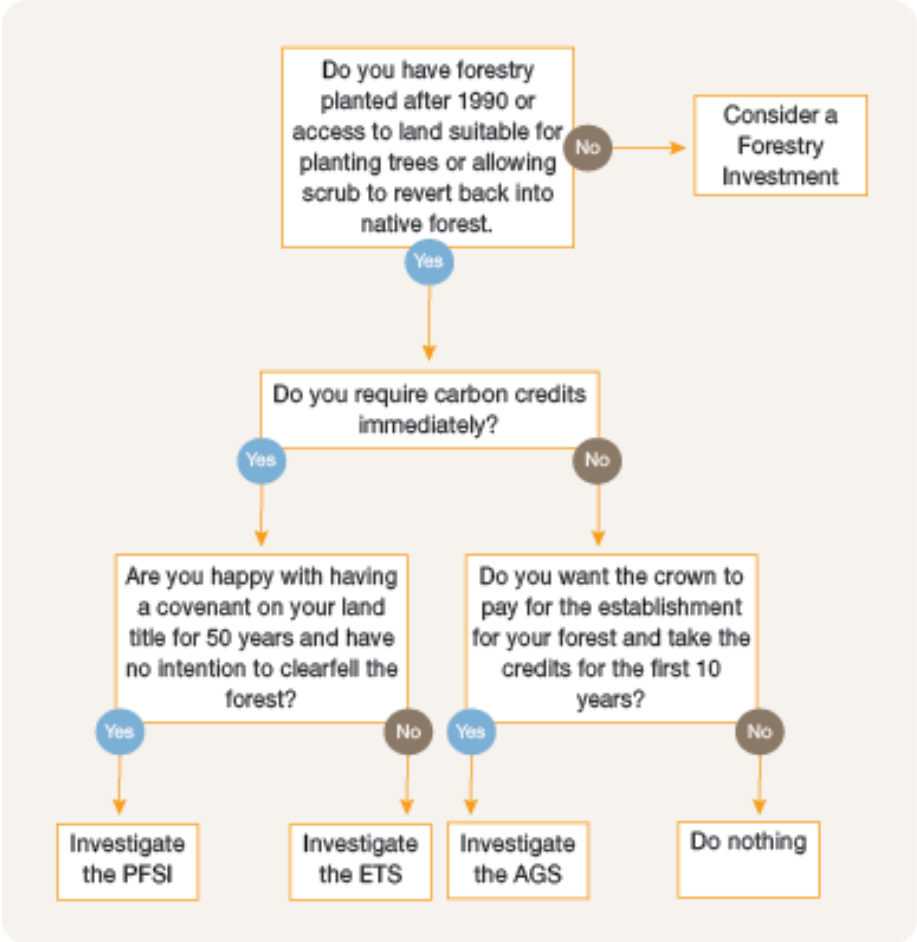 Do you have forestry
planted after 1990 or
access to land suitable for
planting trees or allowing
scrub to revert back into
native forest.
No
Consider a
Forestry
Investment
Yes
Do you require carbon credits
immediately?
Yes
No
Are you happy with having
a covenant on your land
title for 50 years and have
no intention to clearfell the
forest?
Do you want the crown to
pay for the establishment
for your forest and take the
credits for the first 10
years?
Yes
No
Yes
No
Investigate
the PFSI
Investigate
the ETS
Investigate
the AGS
Do nothing